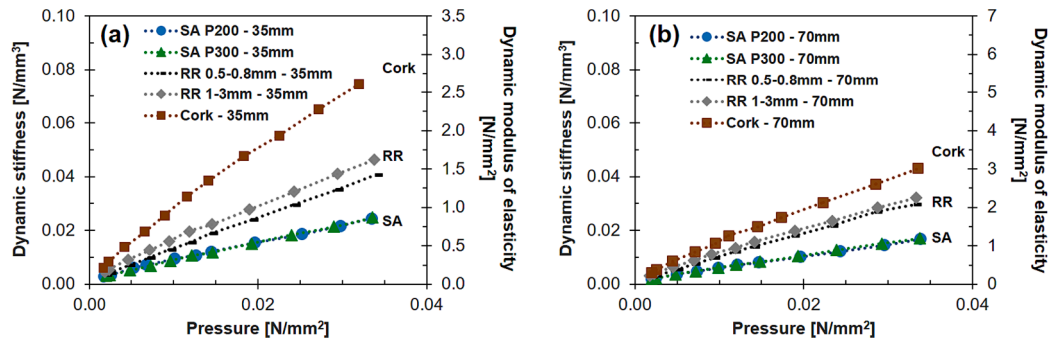 (a)
SA P200 - 35mm
SA P300 - 35mm
RR 0.5-0.8mm - 35mm
RR 1-3mm - 35mm
Cork - 35mm
Cork
RR
SA
Dynamic stiffness [N/mm³]
0.10
0.08
0.06
0.04
0.02
0.00
3.5
3.0
2.5
2.0
1.5
1.0
0.5
0.0
Dynamic modulus of elasticity
[N/mm²]
0.00
0.02
0.04
Pressure [N/mm²]
(b)
SA P200 - 70mm
SA P300 - 70mm
RR 0.5-0.8mm - 70mm
RR 1-3mm - 70mm
Cork - 70mm
Cork
RR
SA
Dynamic stiffness [N/mm³]
0.10
0.08
0.06
0.04
0.02
0.00
7
6
5
4
3
2
1
0
Dynamic modulus of elasticity
[N/mm²]
0.00
0.02
0.04
Pressure [N/mm²]